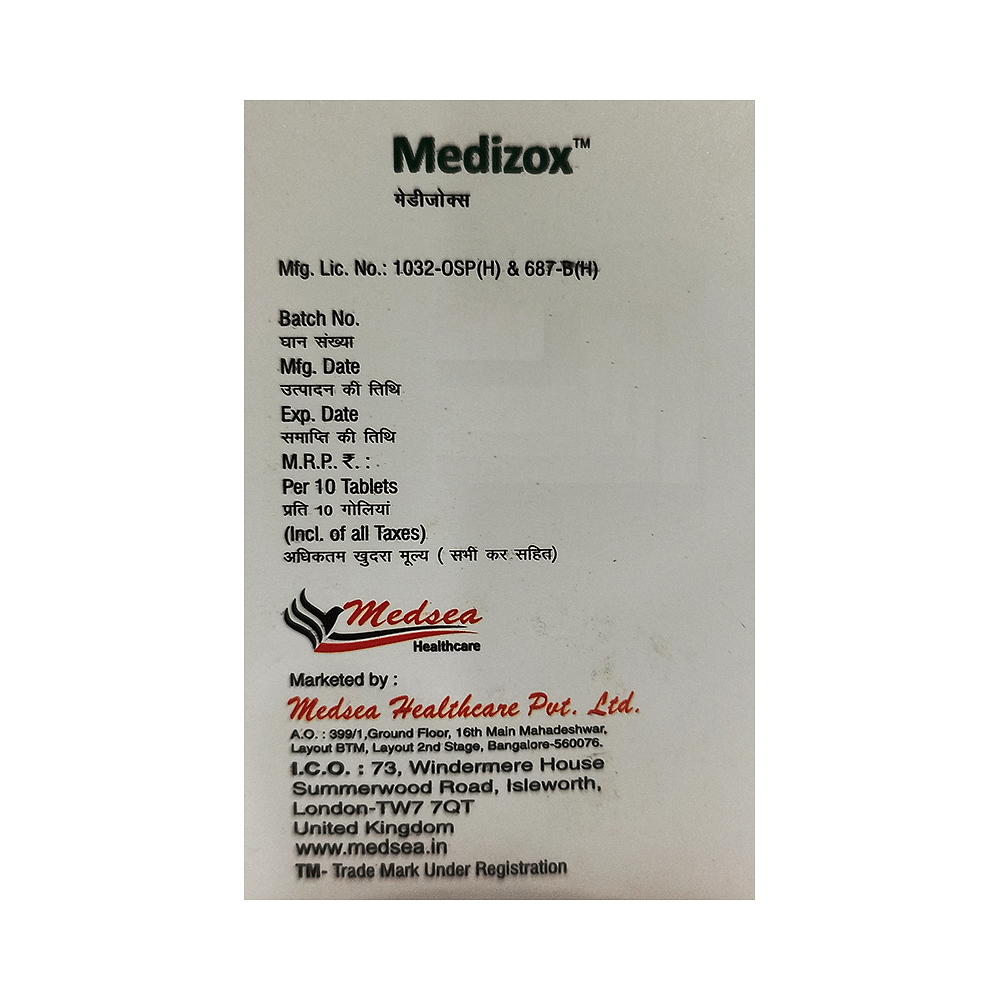 Medizox™
मेडीजोक्स
Mfg. Lic. No.: 1032-OSP(H) & 687-B(H)
Batch No.
घान संख्या
Mfg. Date
उत्पादन की तिथि
Exp. Date
समाप्ति की तिथि
M.R.P.. ₹. :
Per 10 Tablets
प्रति 10 गोलियां
(Incl. of all Taxes)
अधिकतम खुदरा मूल्य ( सभी कर सहित)
Medsea
Healthcare
Marketed by :
Medsea Healthcare Pvt. Ltd.
A.O. : 399/1,Ground Floor, 16th Main Mahadeshwar,
Layout BTM, Layout 2nd Stage, Bangalore-560076.
I.C.O. : 73, Windermere House
Summerwood Road, Isleworth,
London-TW7 7QT
United Kingdom
www.medsea.in
TM- Trade Mark Under Registration